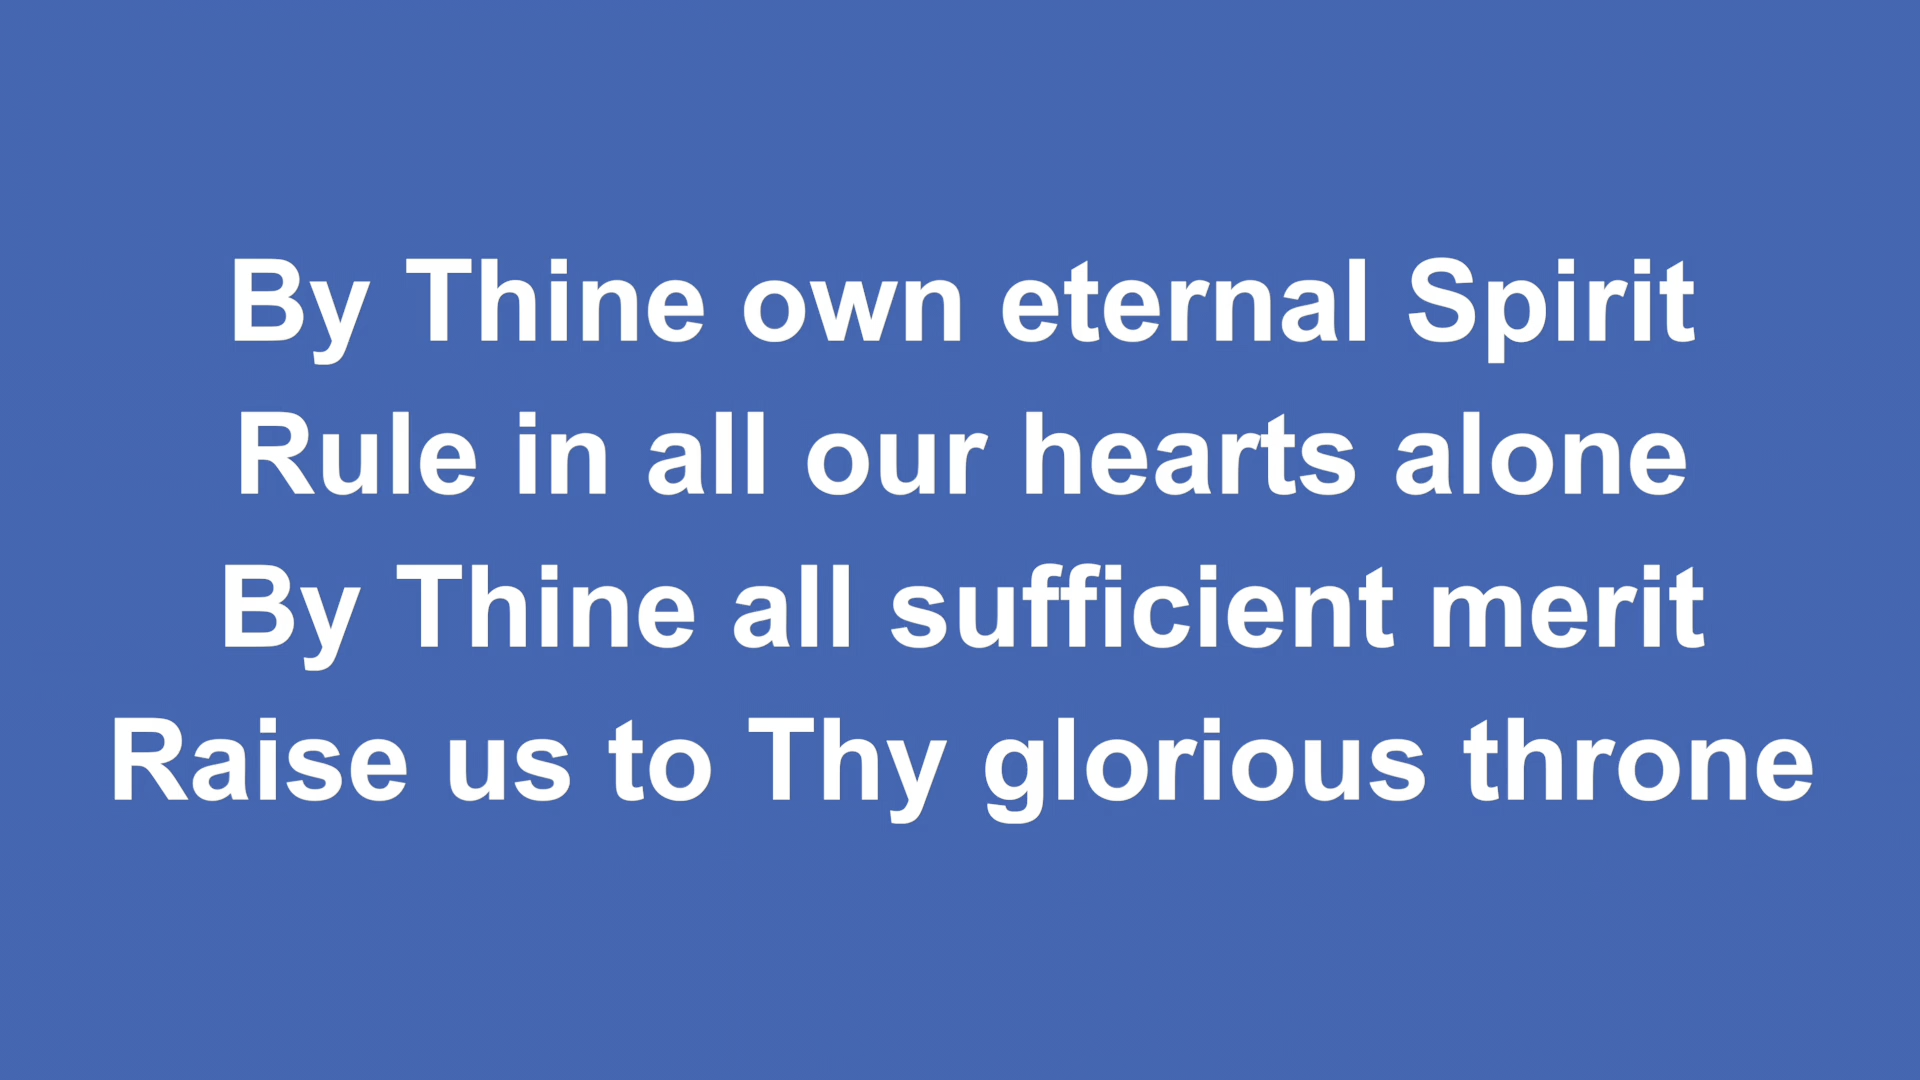 By Thine own eternal Spirit
Rule in all our hearts alone
By Thine all sufficient merit
Raise us to Thy glorious throne